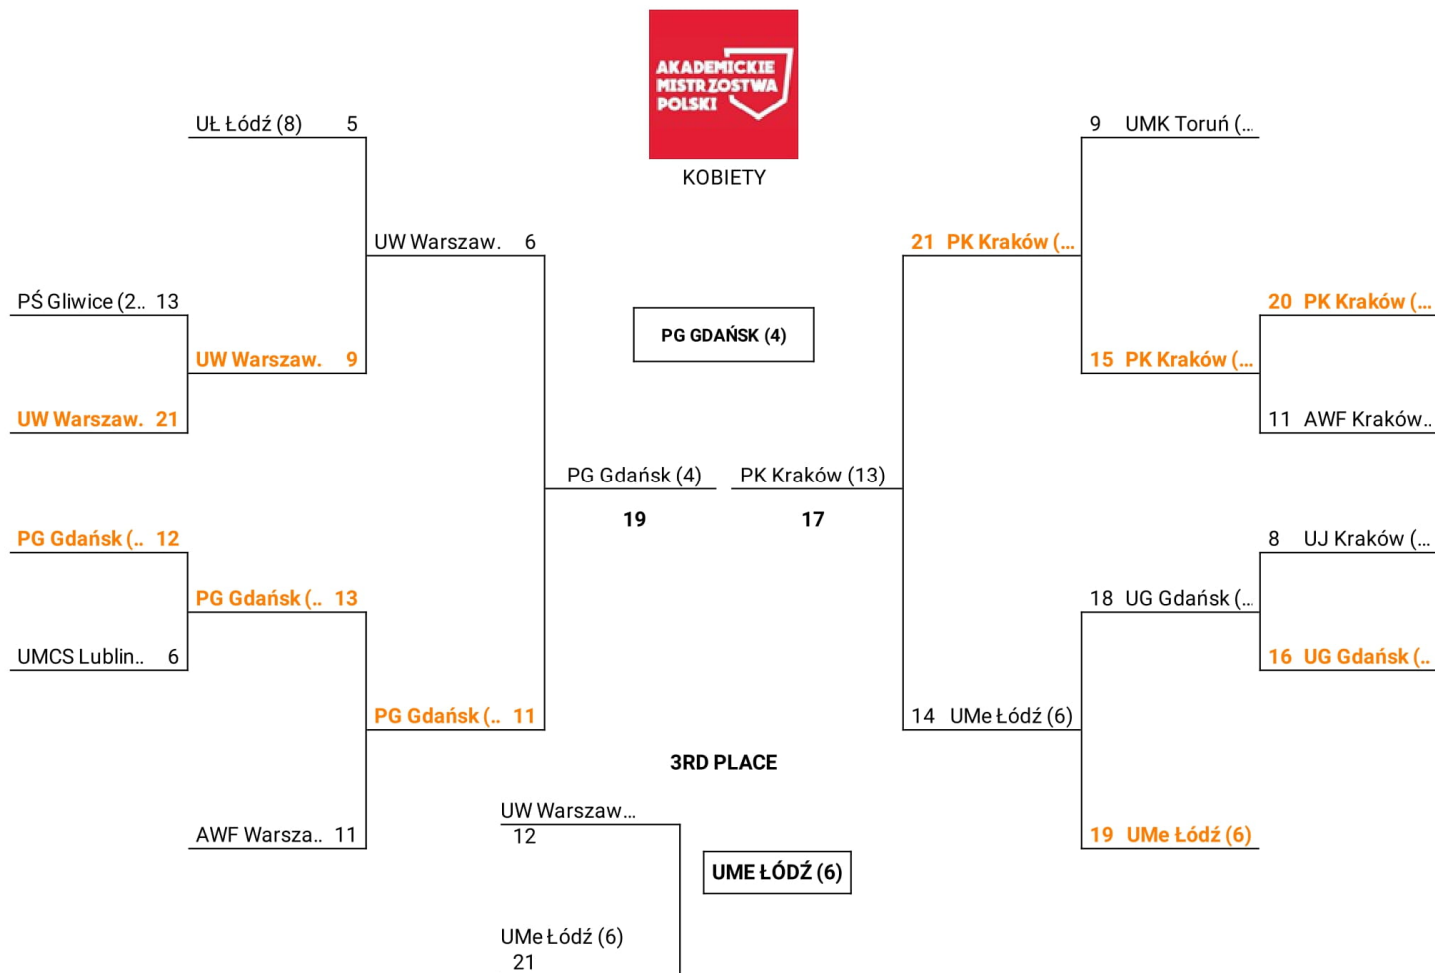 AKADEMICKIE
MISTRZOSTWA
POLSKI
KOBIETY
UŁ Łódź (8) 5
9 UMK Toruń (...
UW Warszaw. 6
21 PK Kraków (...
PŚ Gliwice (2.. 13
20 PK Kraków (...
PG GDAŃSK (4)
UW Warszaw. 9
15 PK Kraków (...
UW Warszaw. 21
11 AWF Kraków..
PG Gdańsk (4)
19
PK Kraków (13)
17
PG Gdańsk (.. 12
8 UJ Kraków (...
PG Gdańsk (.. 13
18 UG Gdańsk (..
UMCS Lublin.. 6
16 UG Gdańsk (..
PG Gdańsk (.. 11
14 UMe Łódź (6)
3RD PLACE
AWF Warsza.. 11
19 UMe Łódź (6)
UW Warszaw...
12
UME ŁÓDŹ (6)
UMe Łódź (6)
21